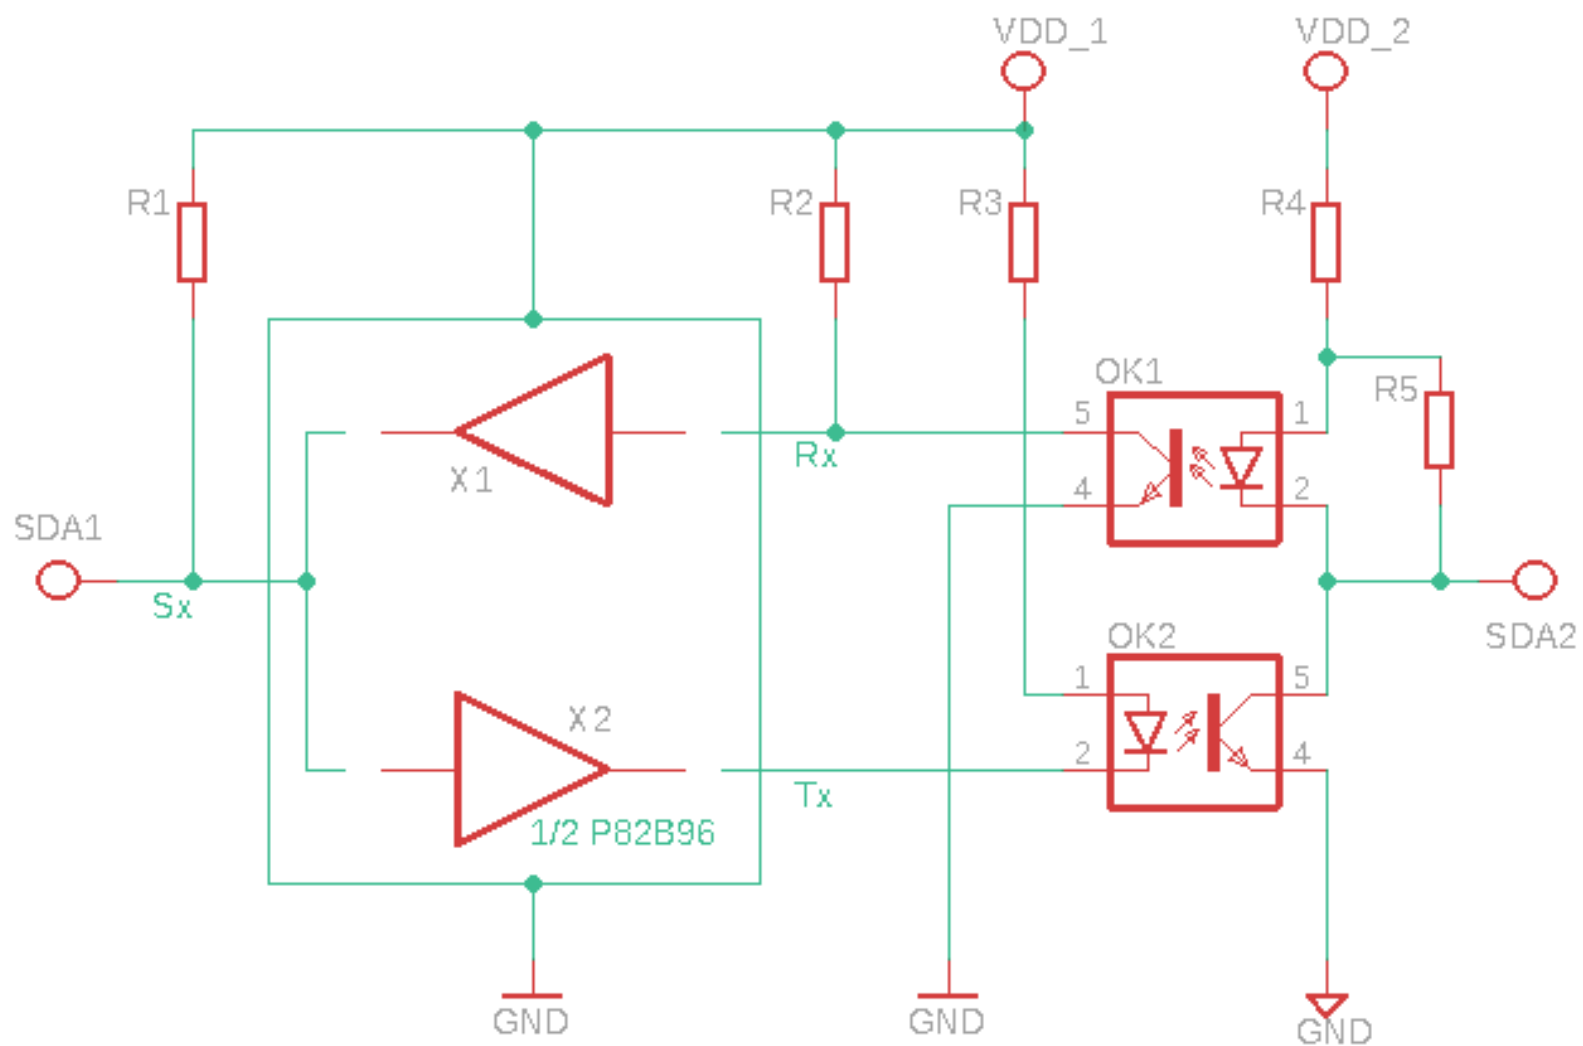 VDD_1
VDD_2
R1
R2
R3
R4
OK1
R5
5
1
Rx
X1
4
2
SDA1
Sx
OK2
SDA2
1
5
X2
2
4
Tx
1/2 P82B96
GND
GND
GND